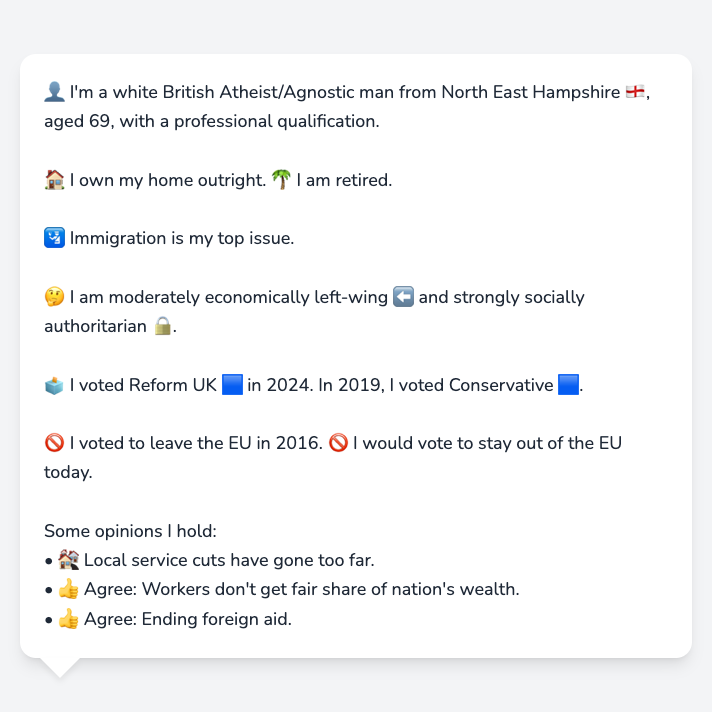 👤 I'm a white British Atheist/Agnostic man from North East Hampshire 🏴󠁧󠁢󠁥󠁮󠁧󠁿,
aged 69, with a professional qualification.
🏠 I own my home outright. 🌴 I am retired.
🛂 Immigration is my top issue.
🤔 I am moderately economically left-wing ⬅️ and strongly socially
authoritarian 🔒.
🗳️ I voted Reform UK 🟦 in 2024. In 2019, I voted Conservative 🟦.
🚫 I voted to leave the EU in 2016. 🚫 I would vote to stay out of the EU
today.
Some opinions I hold:
• 🏚️ Local service cuts have gone too far.
• 👍 Agree: Workers don't get fair share of nation's wealth.
• 👍 Agree: Ending foreign aid.